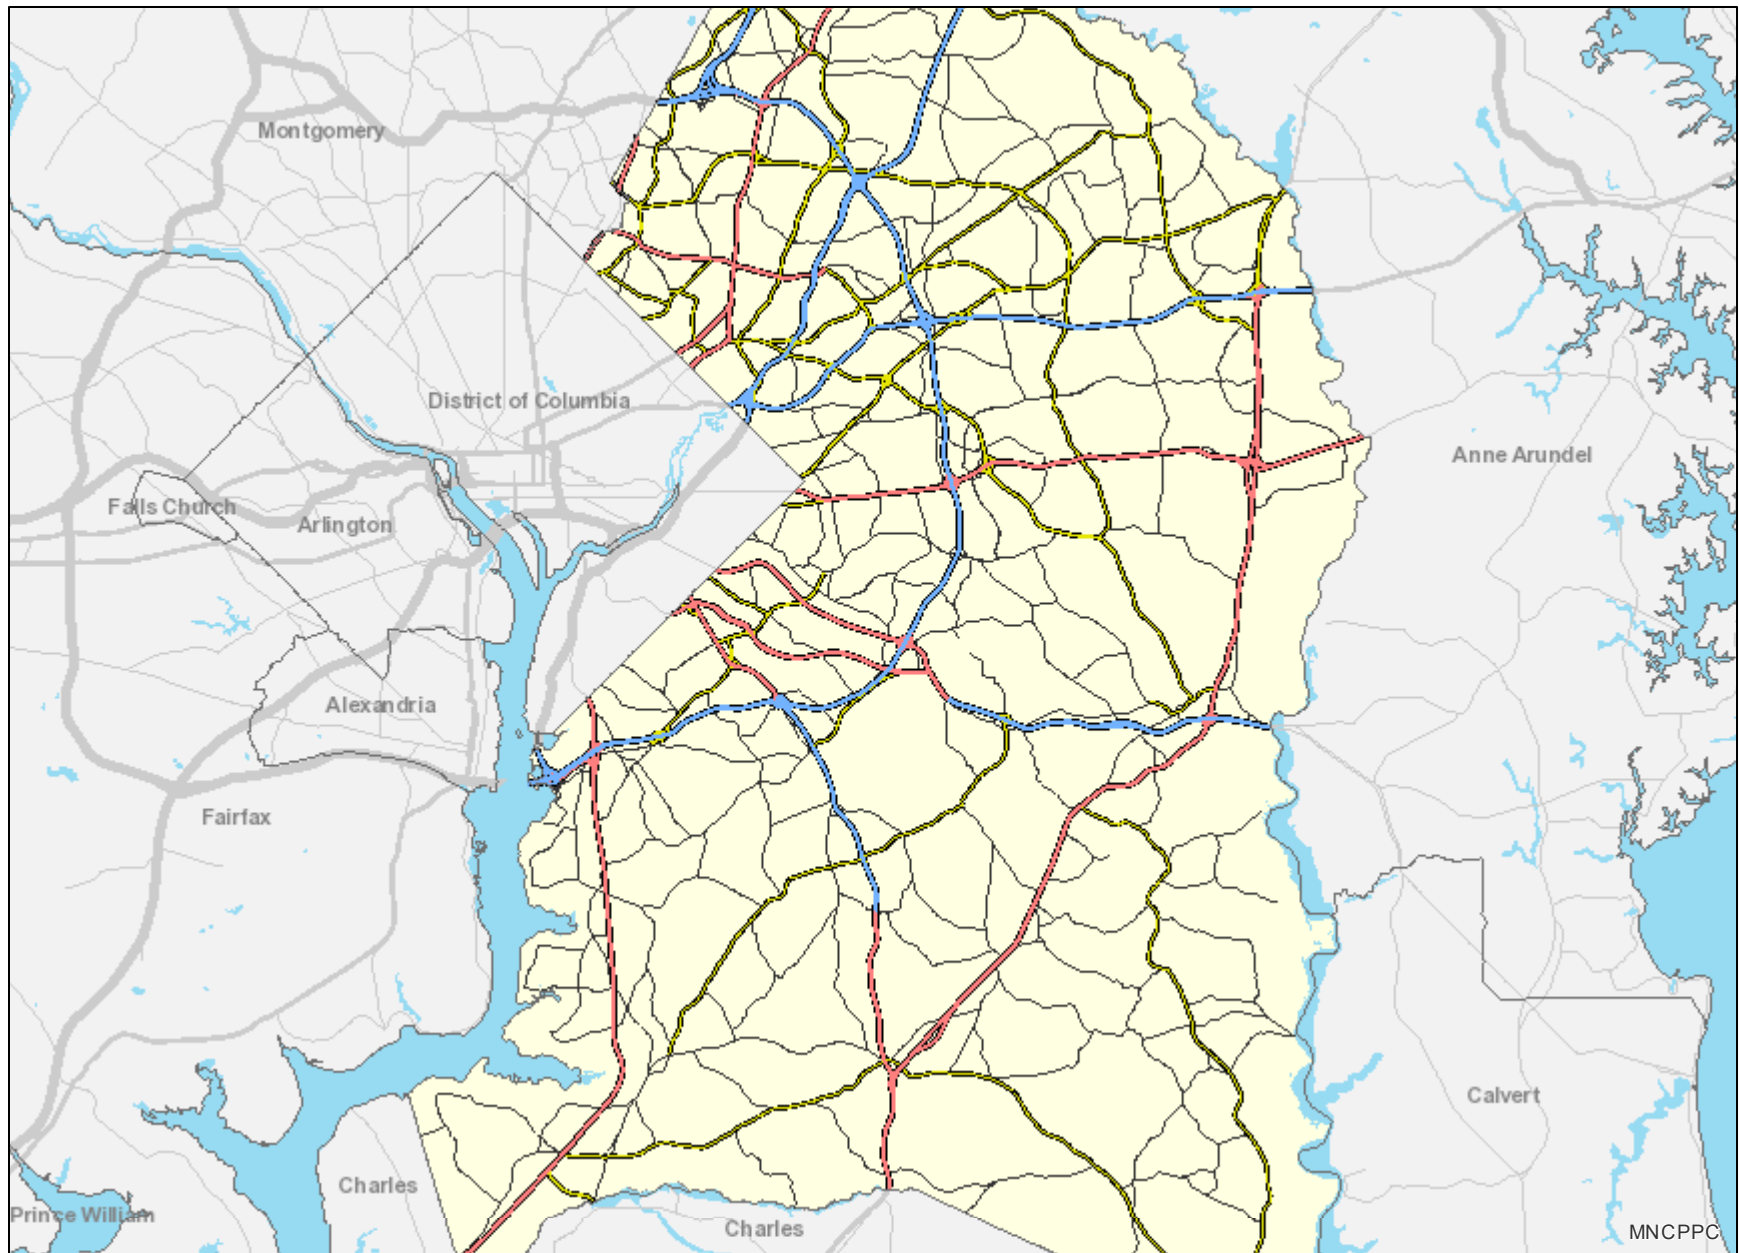 Montgomery
District of Columbia
Anne Arundel
Falls Church
Arlington
Alexandria
Fairfax
Calvert
Charles
Prince William
Charles
MNCPPC